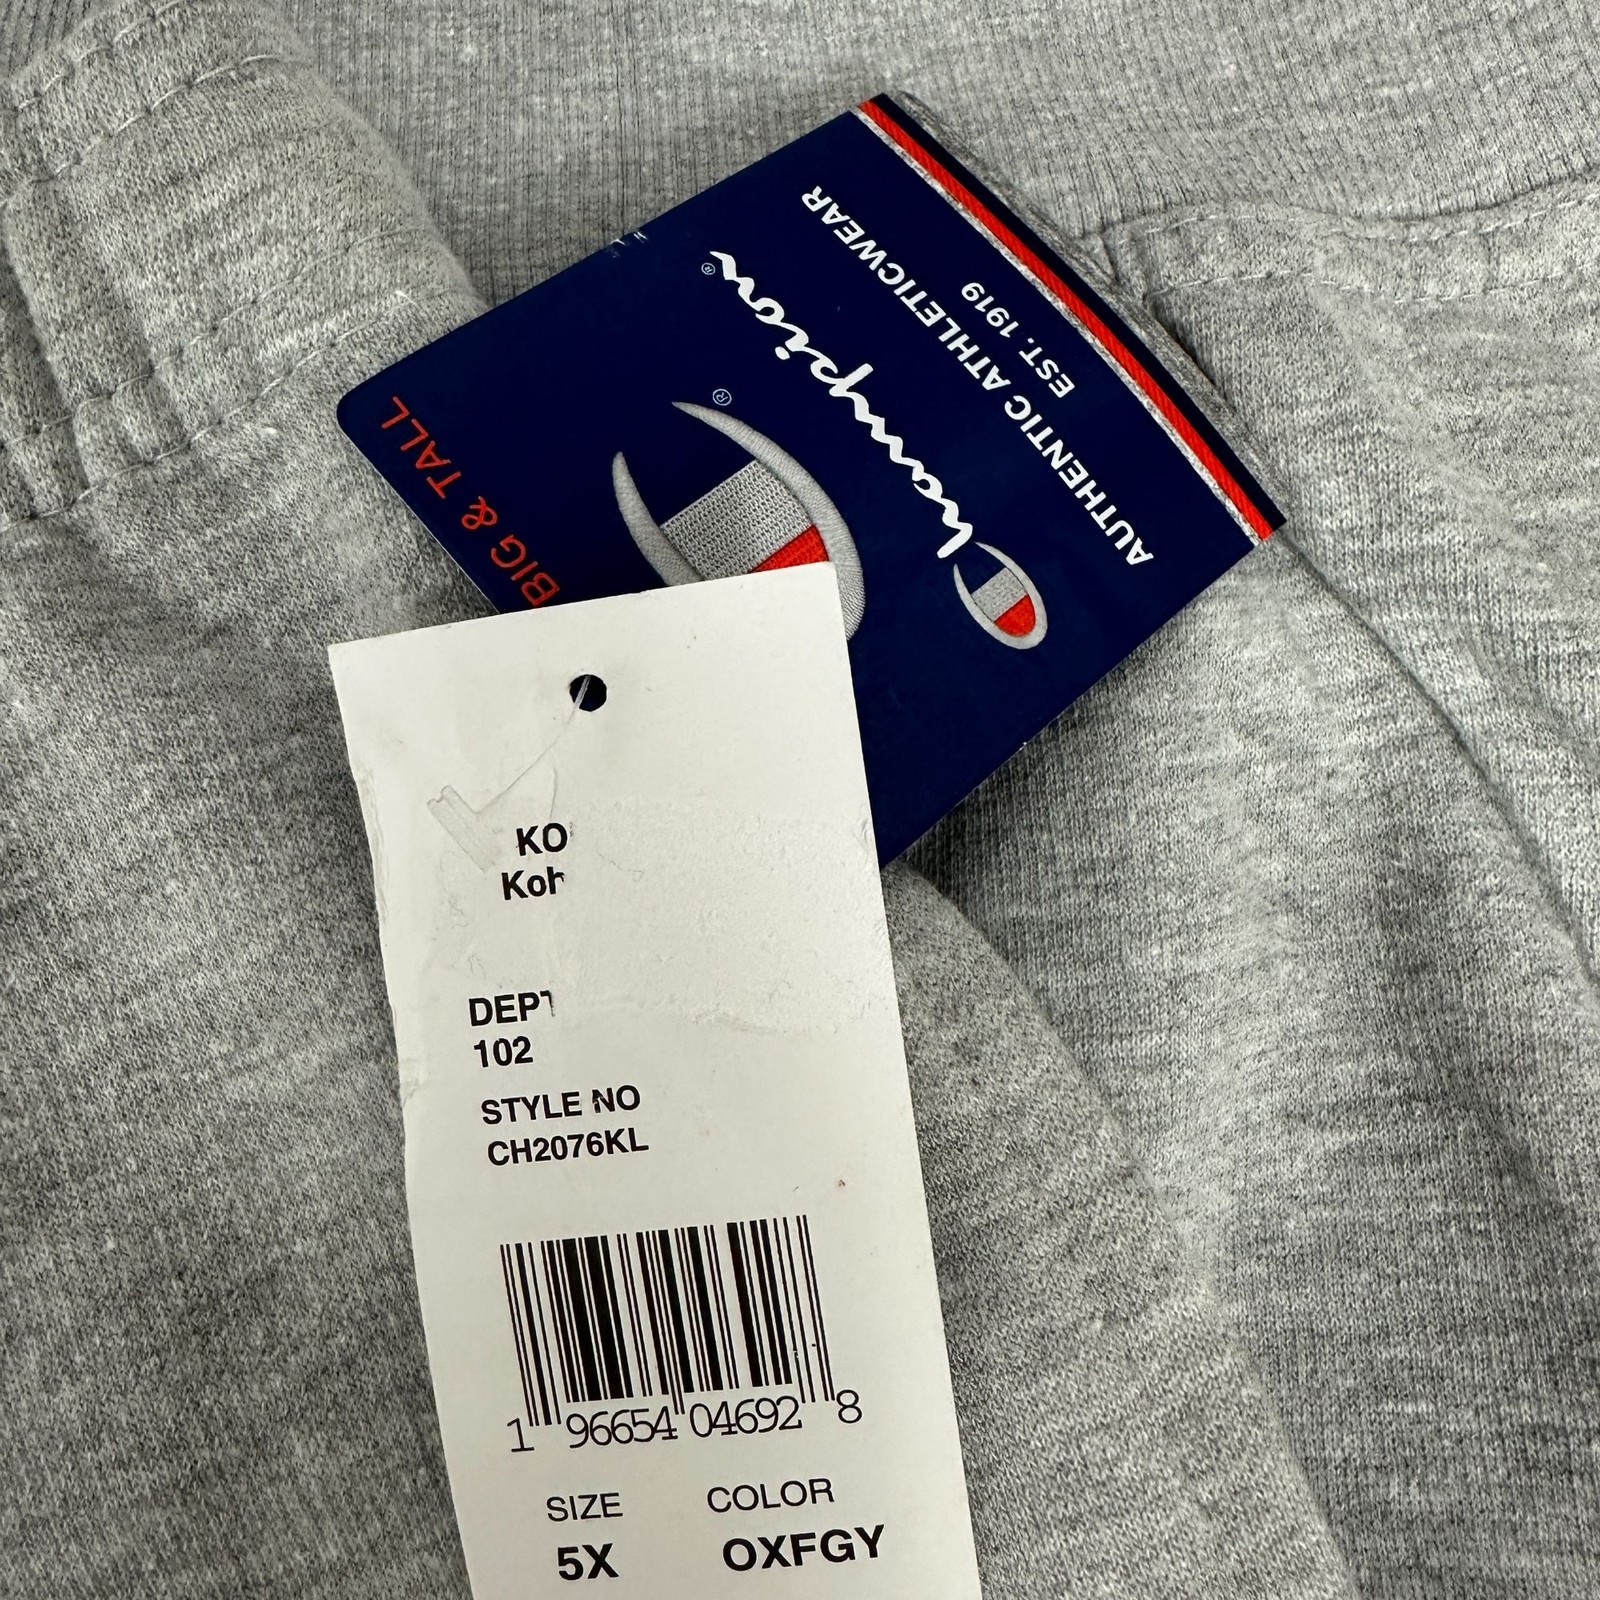 AUTHENTIC ATHLETICWEAR
EST. 1919
Champion®
®
BIG & TALL
KO
Koh
DEPT
102
STYLE NO
CH2076KL
1 96654 04692 8
SIZE COLOR
5X OXFGY